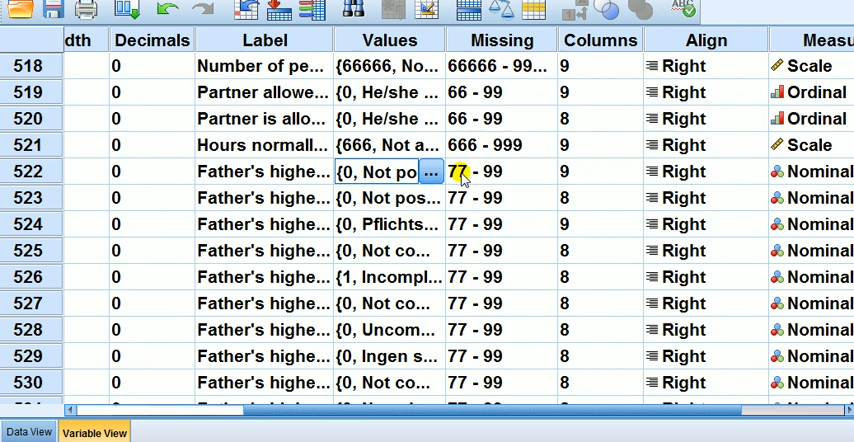 ABC
dth Decimals Label Values Missing Columns Align Measu
518 0 Number of pe... {66666, No... 66666 - 99... 9 Right Scale
519 0 Partner allowe... {0, He/she ... 66 - 99 9 Right Ordinal
520 0 Partner is allo... {0, He/she ... 66 - 99 8 Right Ordinal
521 0 Hours normall... {666, Not a... 666 - 999 9 Right Scale
522 0 Father's highe... {0, Not po ... 77 - 99 9 Right Nominal
523 0 Father's highe... {0, Not pos... 77 - 99 8 Right Nominal
524 0 Father's highe... {0, Pflichts... 77 - 99 9 Right Nominal
525 0 Father's highe... {0, Not co... 77 - 99 8 Right Nominal
526 0 Father's highe... {1, Incompl... 77 - 99 8 Right Nominal
527 0 Father's highe... {0, Not co... 77 - 99 8 Right Nominal
528 0 Father's highe... {0, Uncom... 77 - 99 8 Right Nominal
529 0 Father's highe... {0, Ingen s... 77 - 99 8 Right Nominal
530 0 Father's highe... {0, Not co... 77 - 99 8 Right Nominal
Data View Variable View